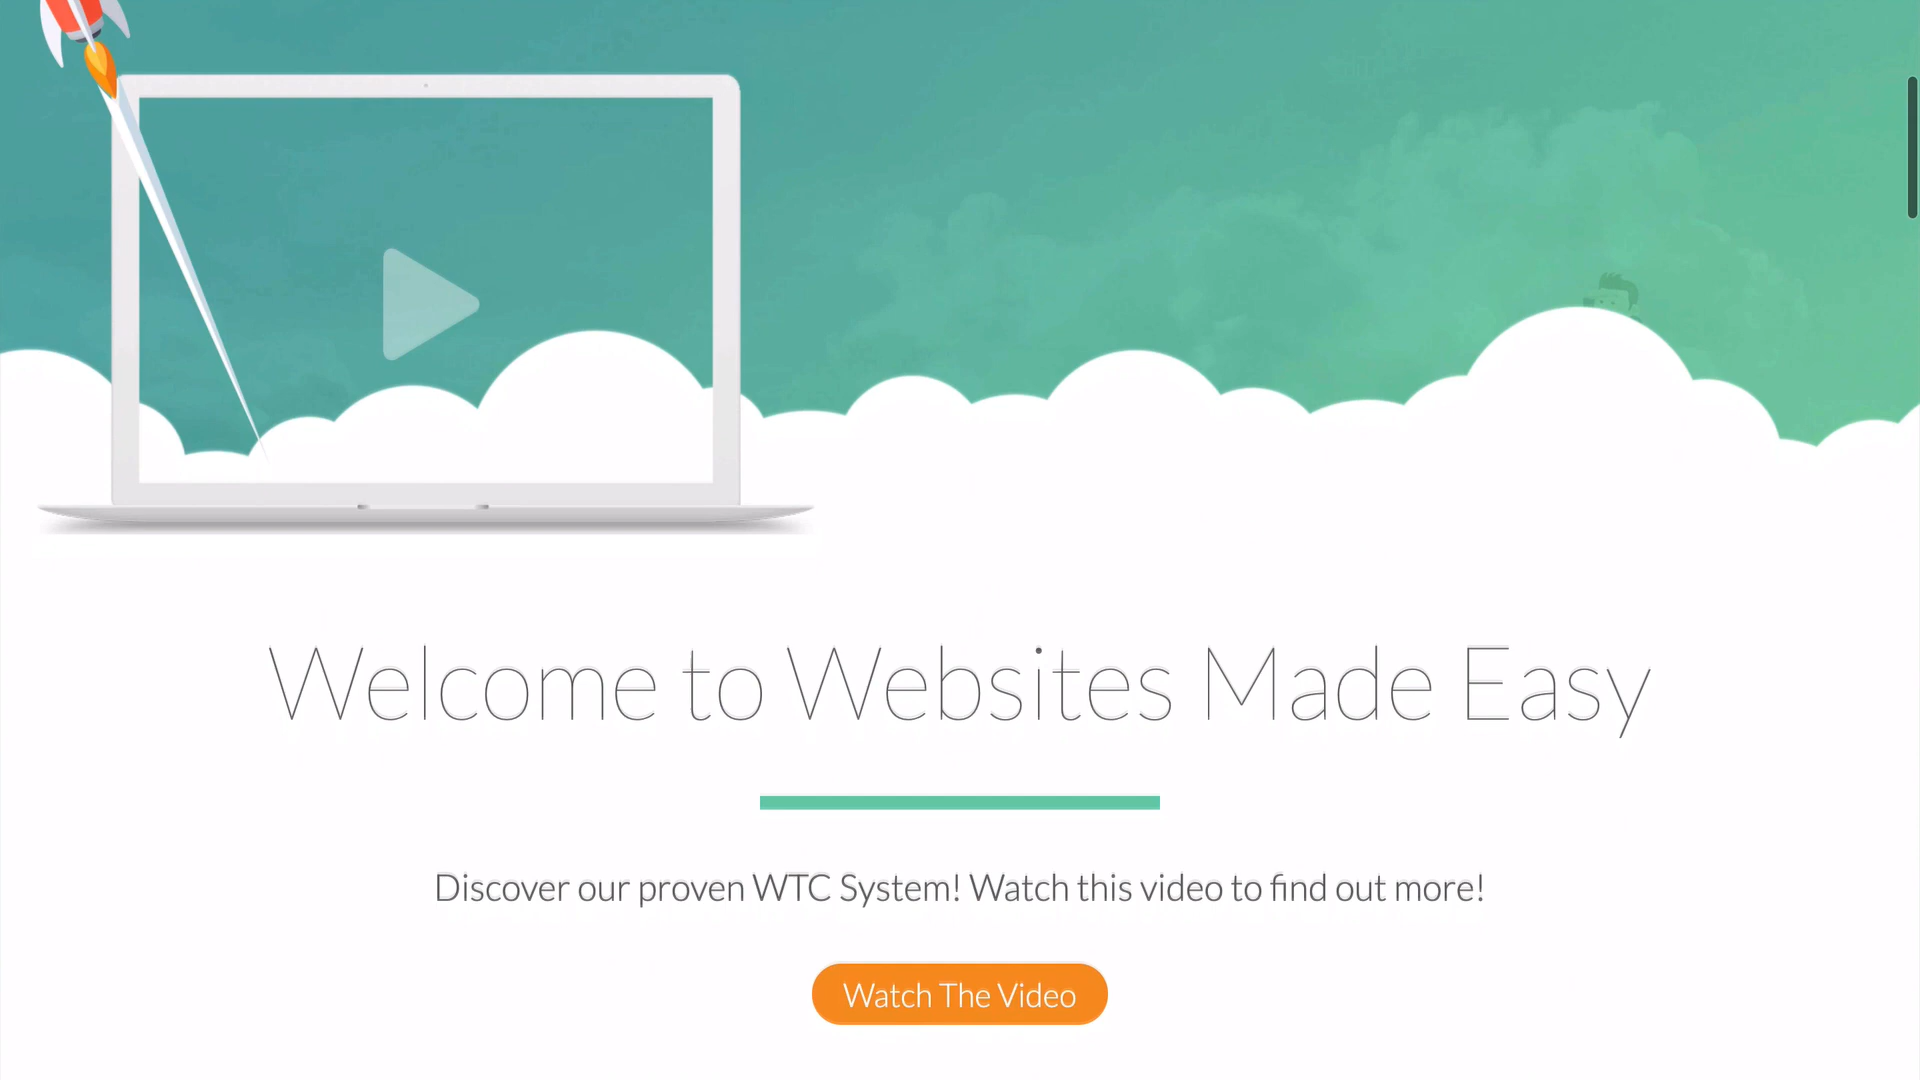 Welcome to Websites Made Easy
Discover our proven WTC System! Watch this video to find out more!
Watch The Video